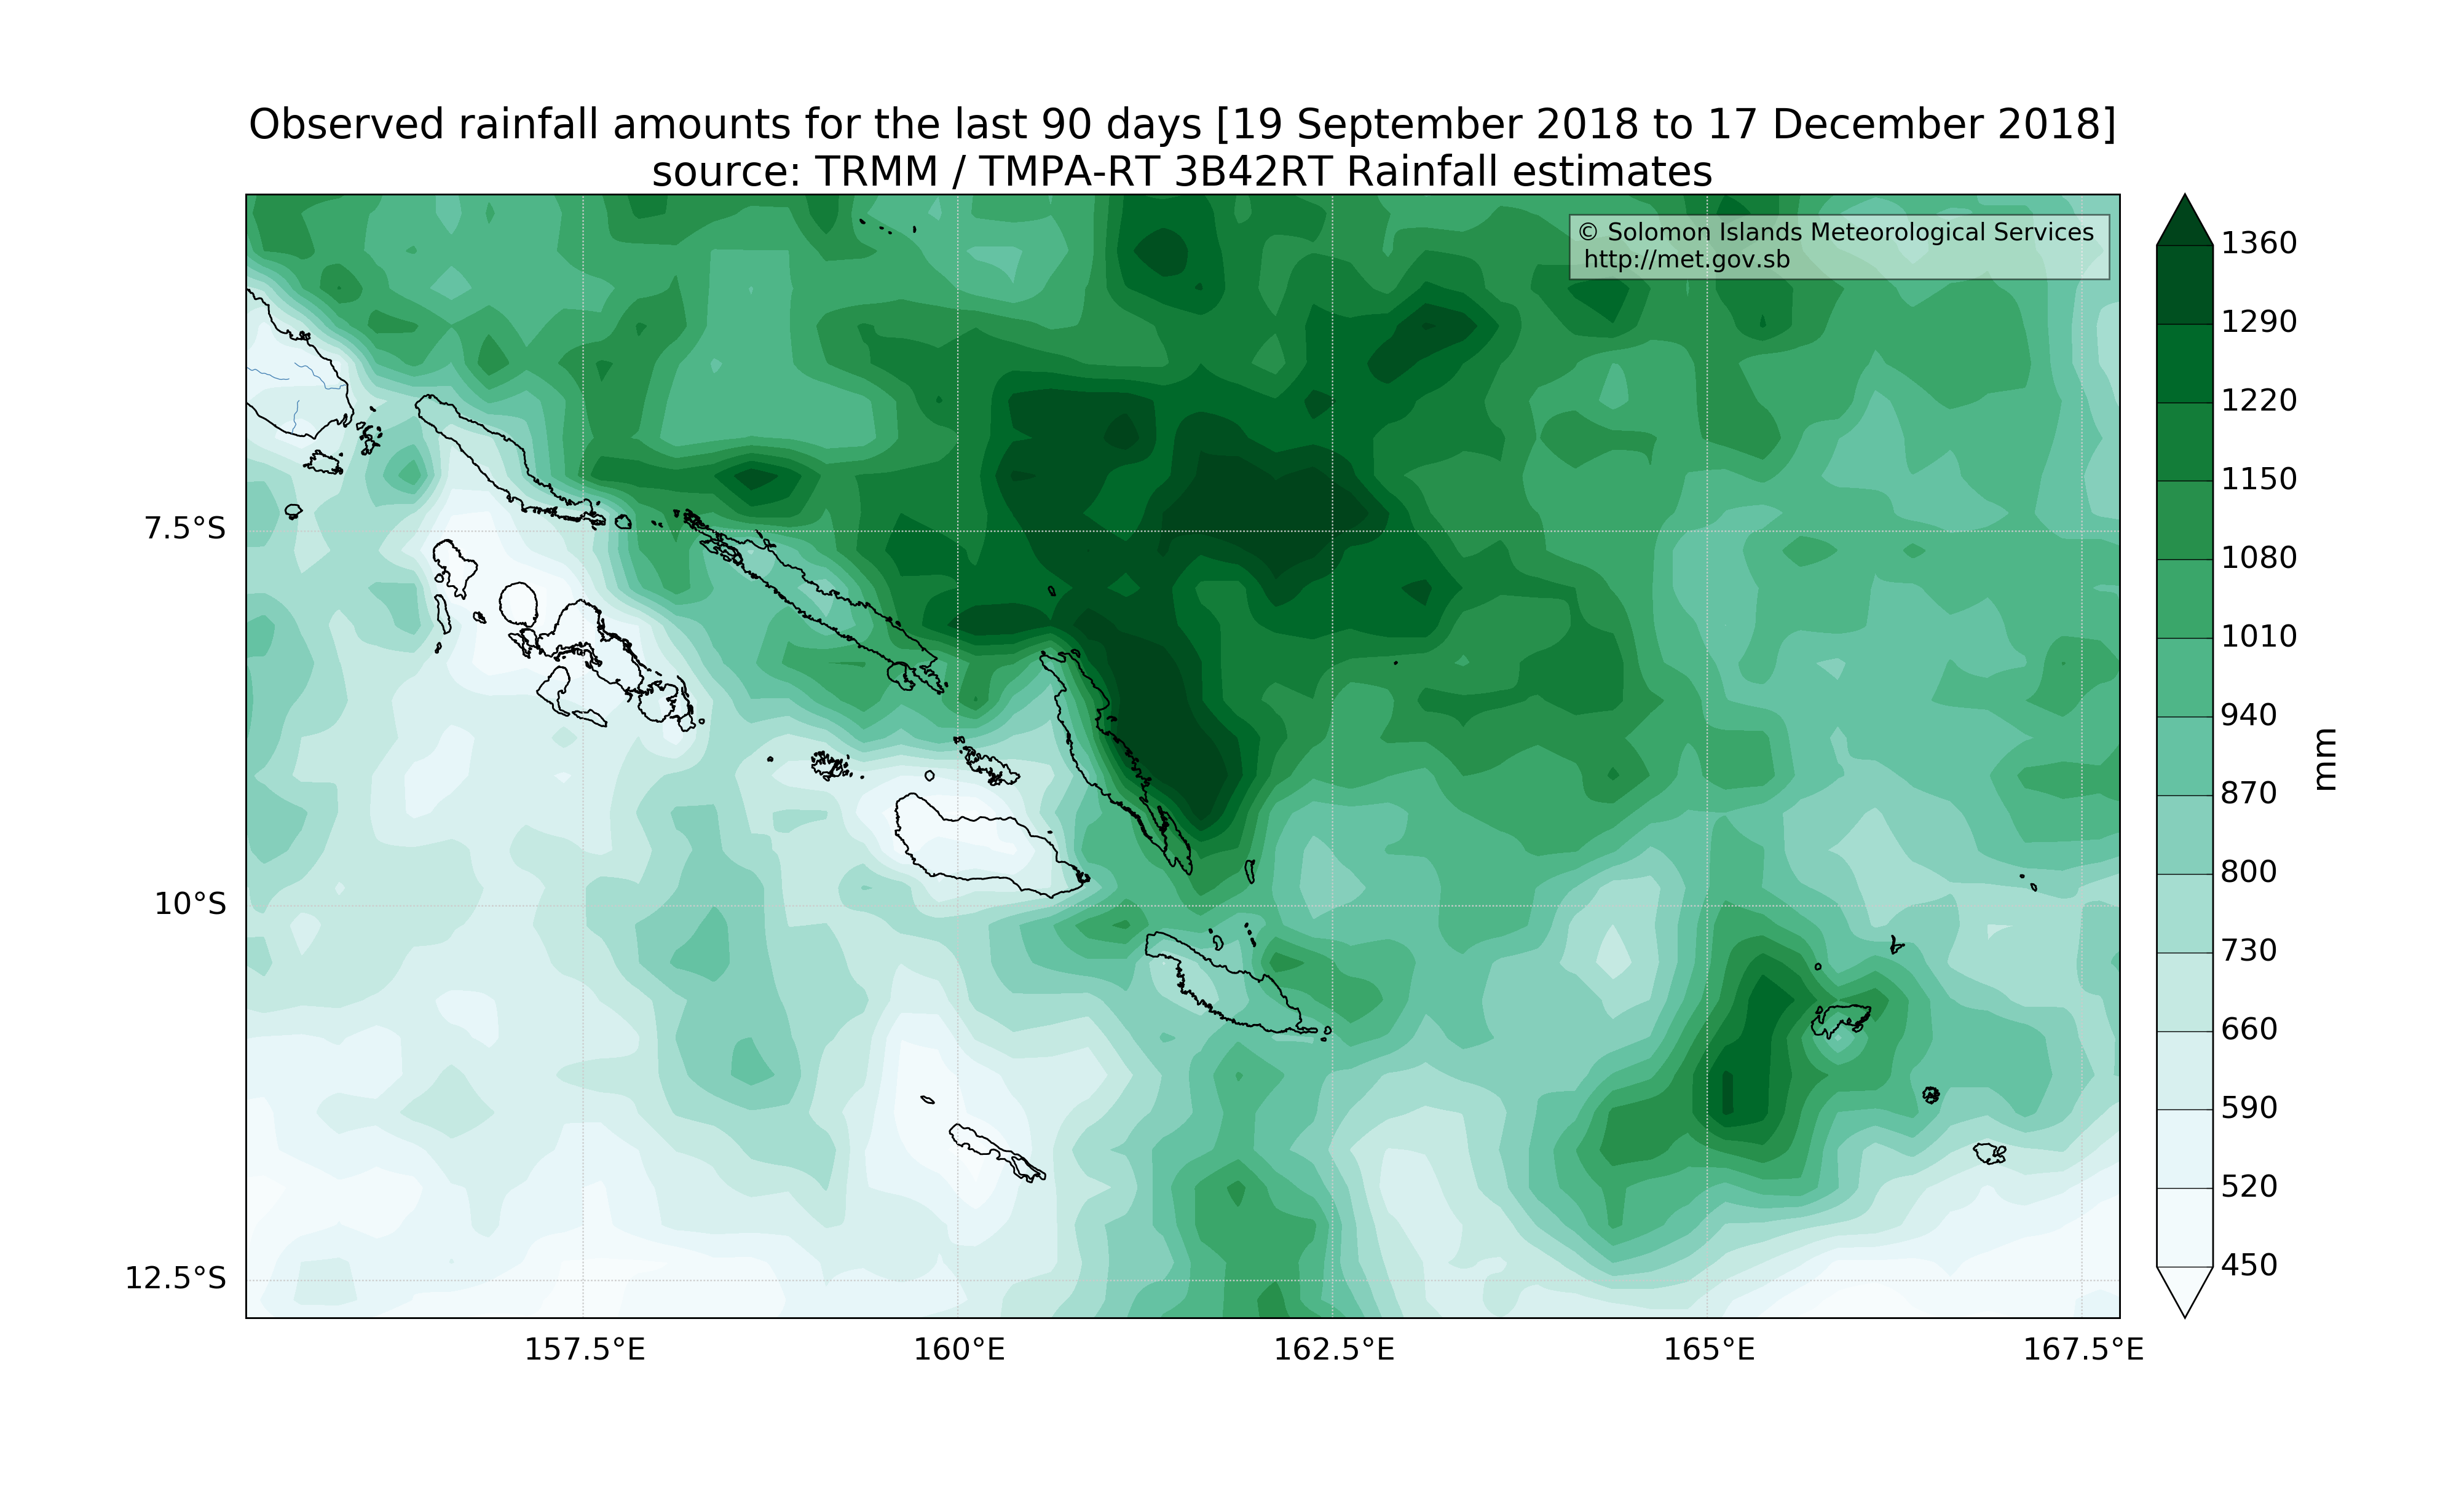 Observed rainfall amounts for the last 90 days [19 September 2018 to 17 December 2018]
source: TRMM / TMPA-RT 3B42RT Rainfall estimates
© Solomon Islands Meteorological Services
http://met.gov.sb
7.5°S
10°S
12.5°S
157.5°E
160°E
162.5°E
165°E
167.5°E
1360
1290
1220
1150
1080
1010
940
870
800
730
660
590
520
450
mm